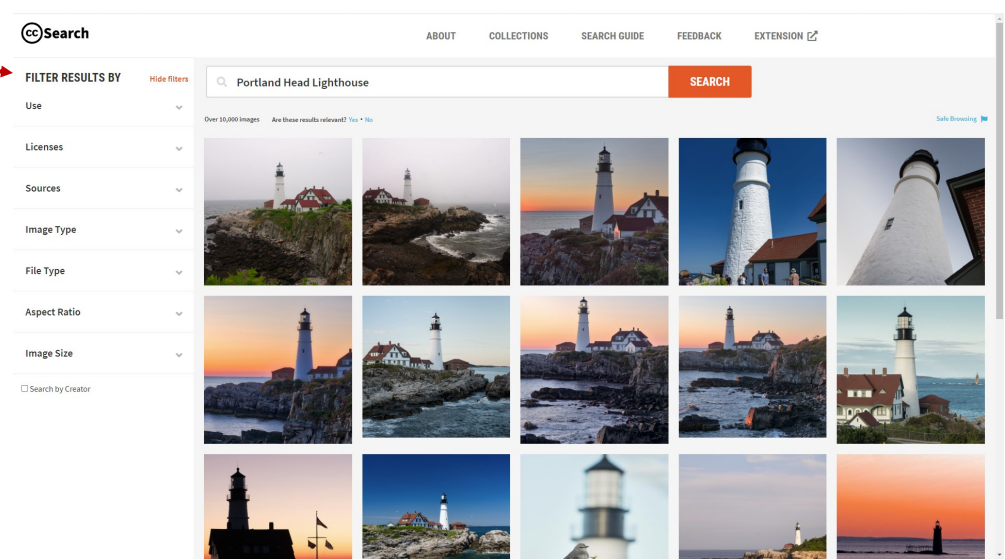 cc Search
ABOUT COLLECTIONS SEARCH GUIDE FEEDBACK EXTENSION
FILTER RESULTS BY Hide filters
Portland Head Lighthouse SEARCH
Use
Over 10,000 images Are these results relevant? Yes • No Safe Browsing
Licenses
Sources
Image Type
File Type
Aspect Ratio
Image Size
Search by Creator